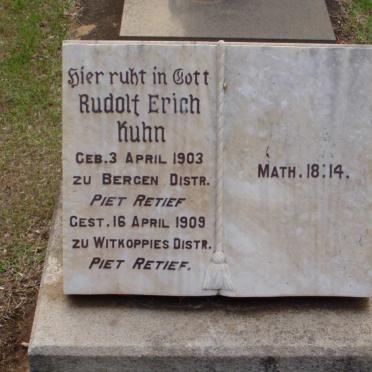 Hier ruht in Gott
Rudolf Erich
Kuhn
GEB. 3 APRIL 1903
ZU BERGEN DISTR.
PIET RETIEF
GEST. 16 APRIL 1909
ZU WITKOPPIES DISTR.
PIET RETIEF.
MATH. 18:14.